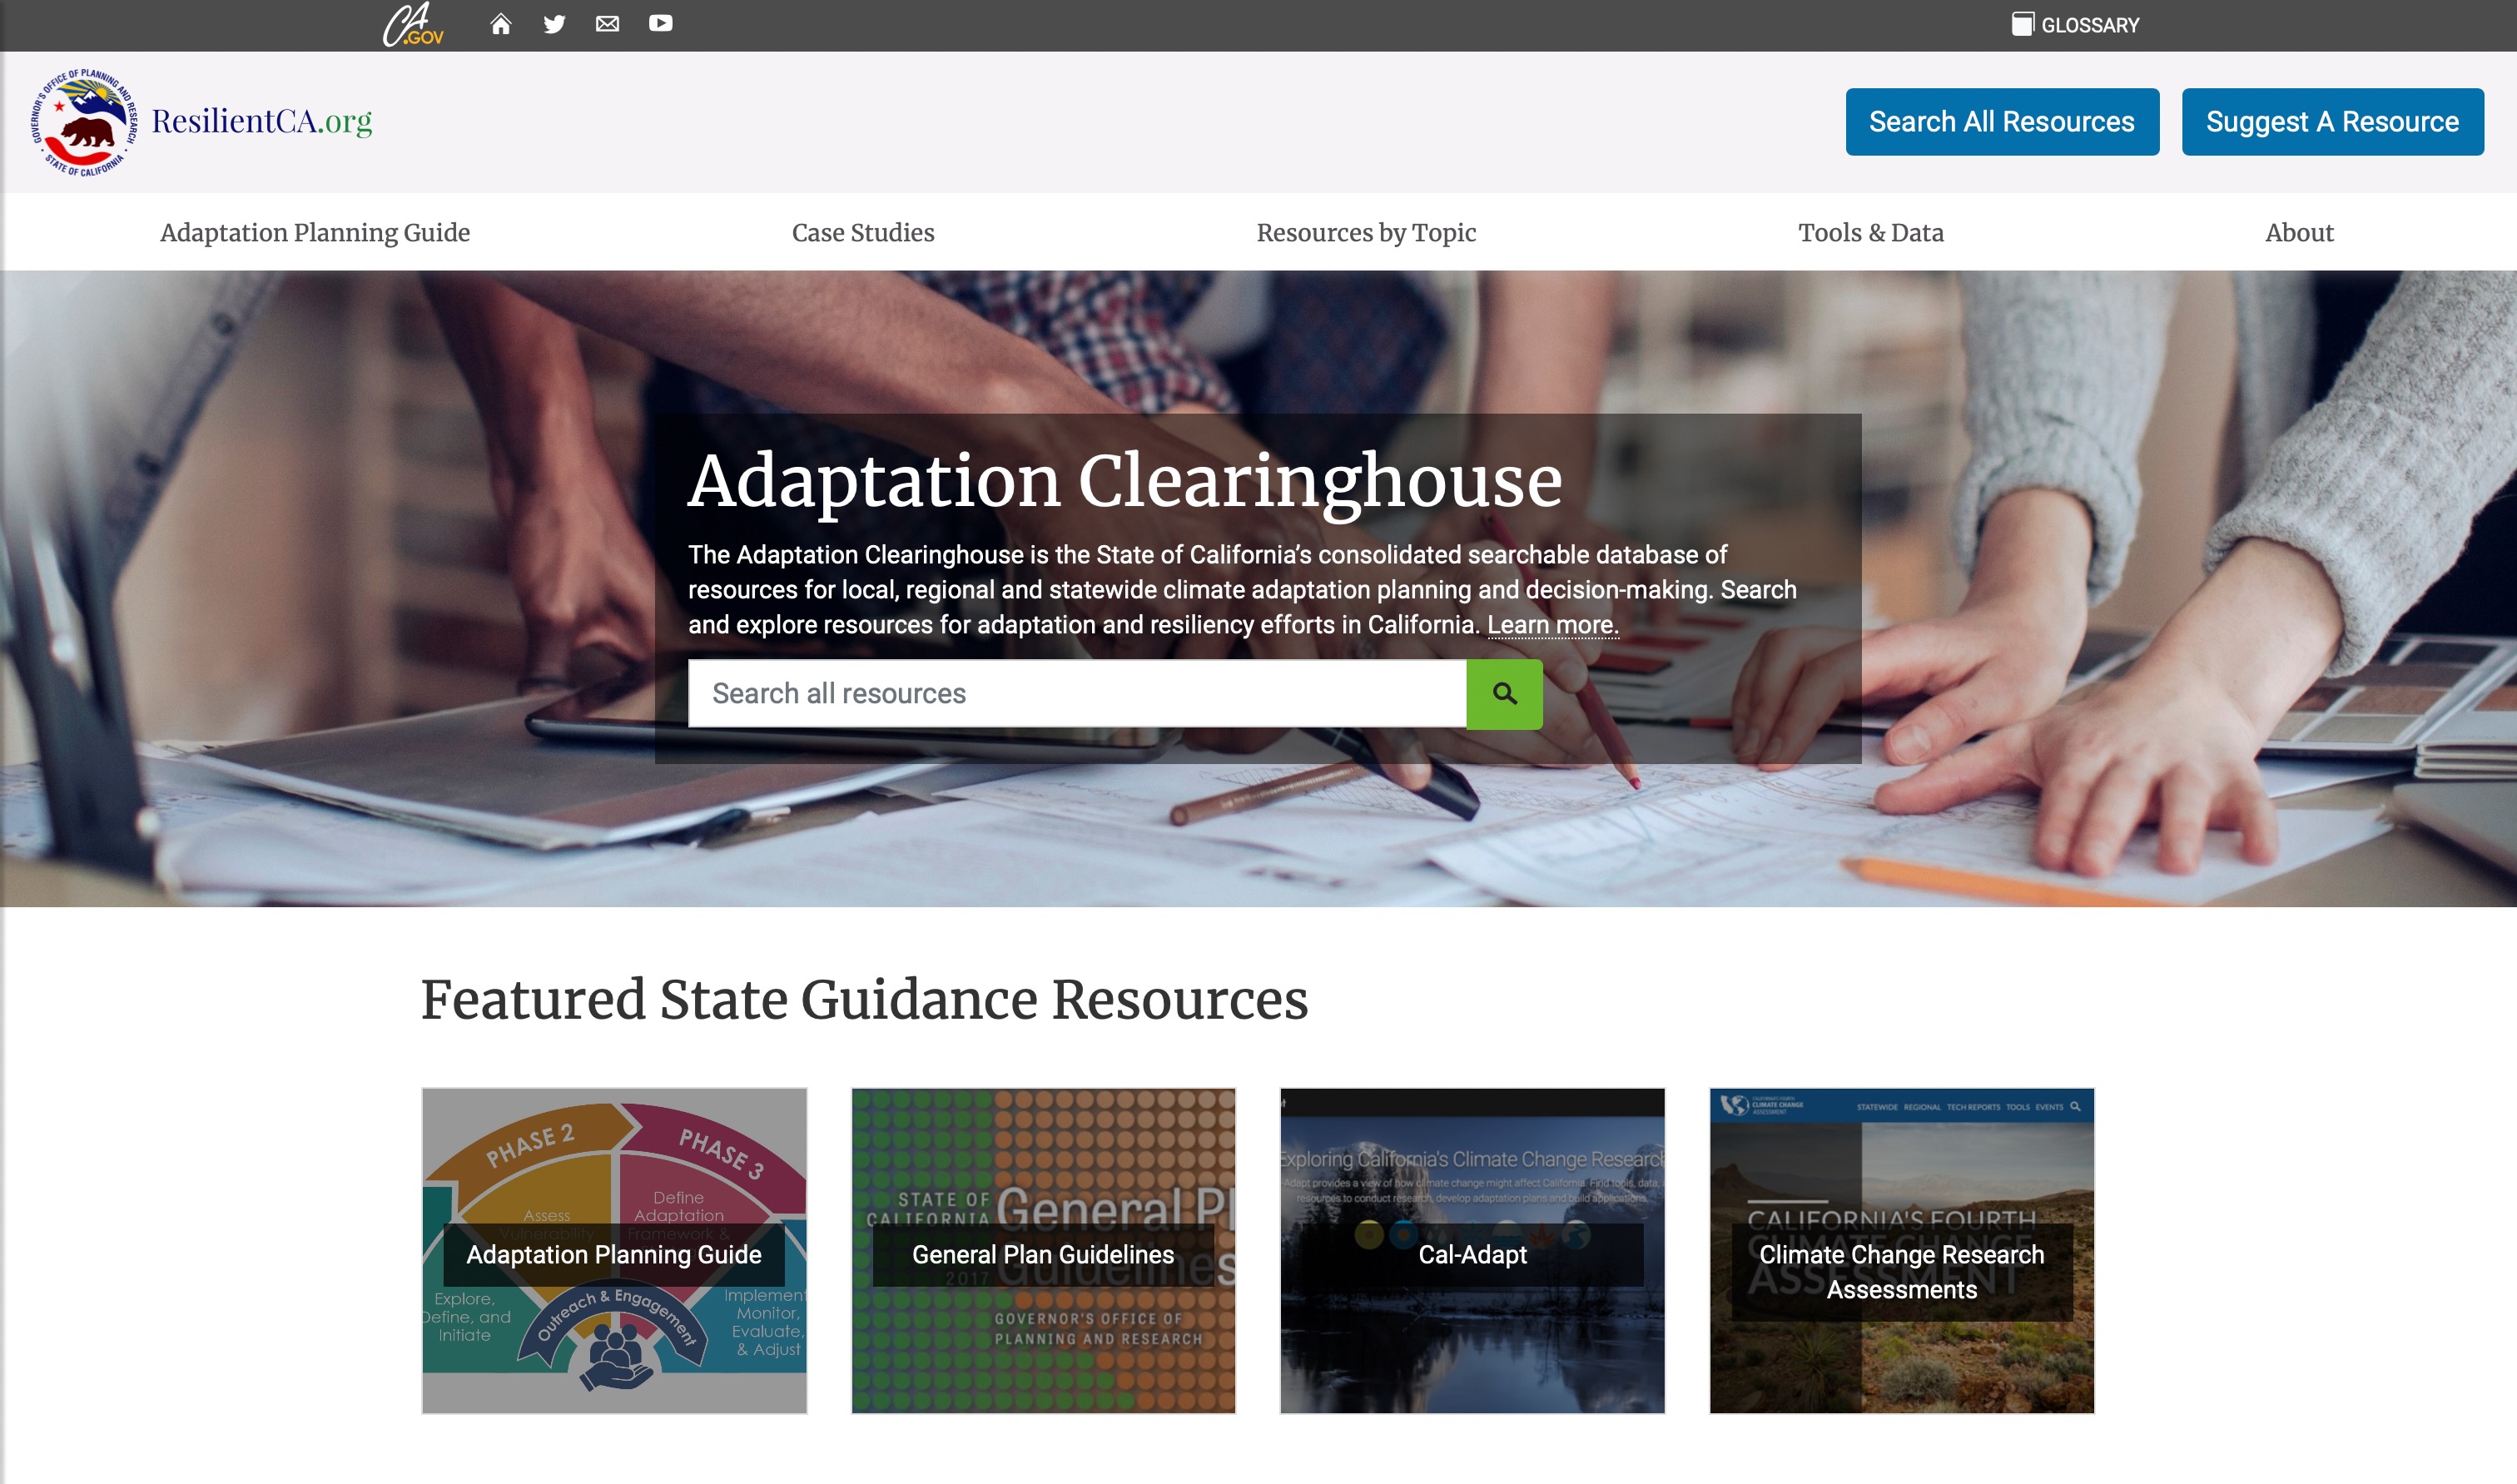 CA.GOV
GLOSSARY
GOVERNOR'S OFFICE OF PLANNING AND RESEARCH
STATE OF CALIFORNIA
ResilientCA.org
Search All Resources
Suggest A Resource
Adaptation Planning Guide
Case Studies
Resources by Topic
Tools & Data
About
Adaptation Clearinghouse
The Adaptation Clearinghouse is the State of California’s consolidated searchable database of
resources for local, regional and statewide climate adaptation planning and decision-making. Search
and explore resources for adaptation and resiliency efforts in California. Learn more.
Search all resources
Featured State Guidance Resources
PHASE 2
PHASE 3
Assess
Vulnerability
Define
Adaptation
Framework &
Adaptation Planning Guide
Explore,
Define, and
Initiate
Outreach & Engagement
Implement
Monitor,
Evaluate,
& Adjust
STATE OF
CALIFORNIA
General Pl
Guidelines
2017
General Plan Guidelines
GOVERNOR'S OFFICE OF
PLANNING AND RESEARCH
Exploring California's Climate Change Research
-Adapt provides a view of how climate change might affect California. Find tools, data,
resources to conduct research, develop adaptation plans and build applications.
Cal-Adapt
CALIFORNIA'S FOURTH
CLIMATE CHANGE
ASSESSMENT
STATEWIDE REGIONAL TECH REPORTS TOOLS EVENTS
CALIFORNIA'S FOURTH
CLIMATE CHANGE
ASSESSMENT
Climate Change Research
Assessments